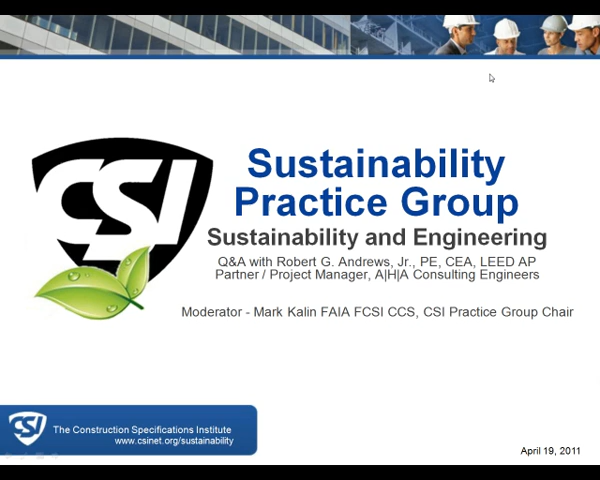 CSI
Sustainability
Practice Group
Sustainability and Engineering
Q&A with Robert G. Andrews, Jr., PE, CEA, LEED AP
Partner / Project Manager, A|H|A Consulting Engineers
Moderator - Mark Kalin FAIA FCSI CCS, CSI Practice Group Chair
CSI
The Construction Specifications Institute
www.csinet.org/sustainability
April 19, 2011